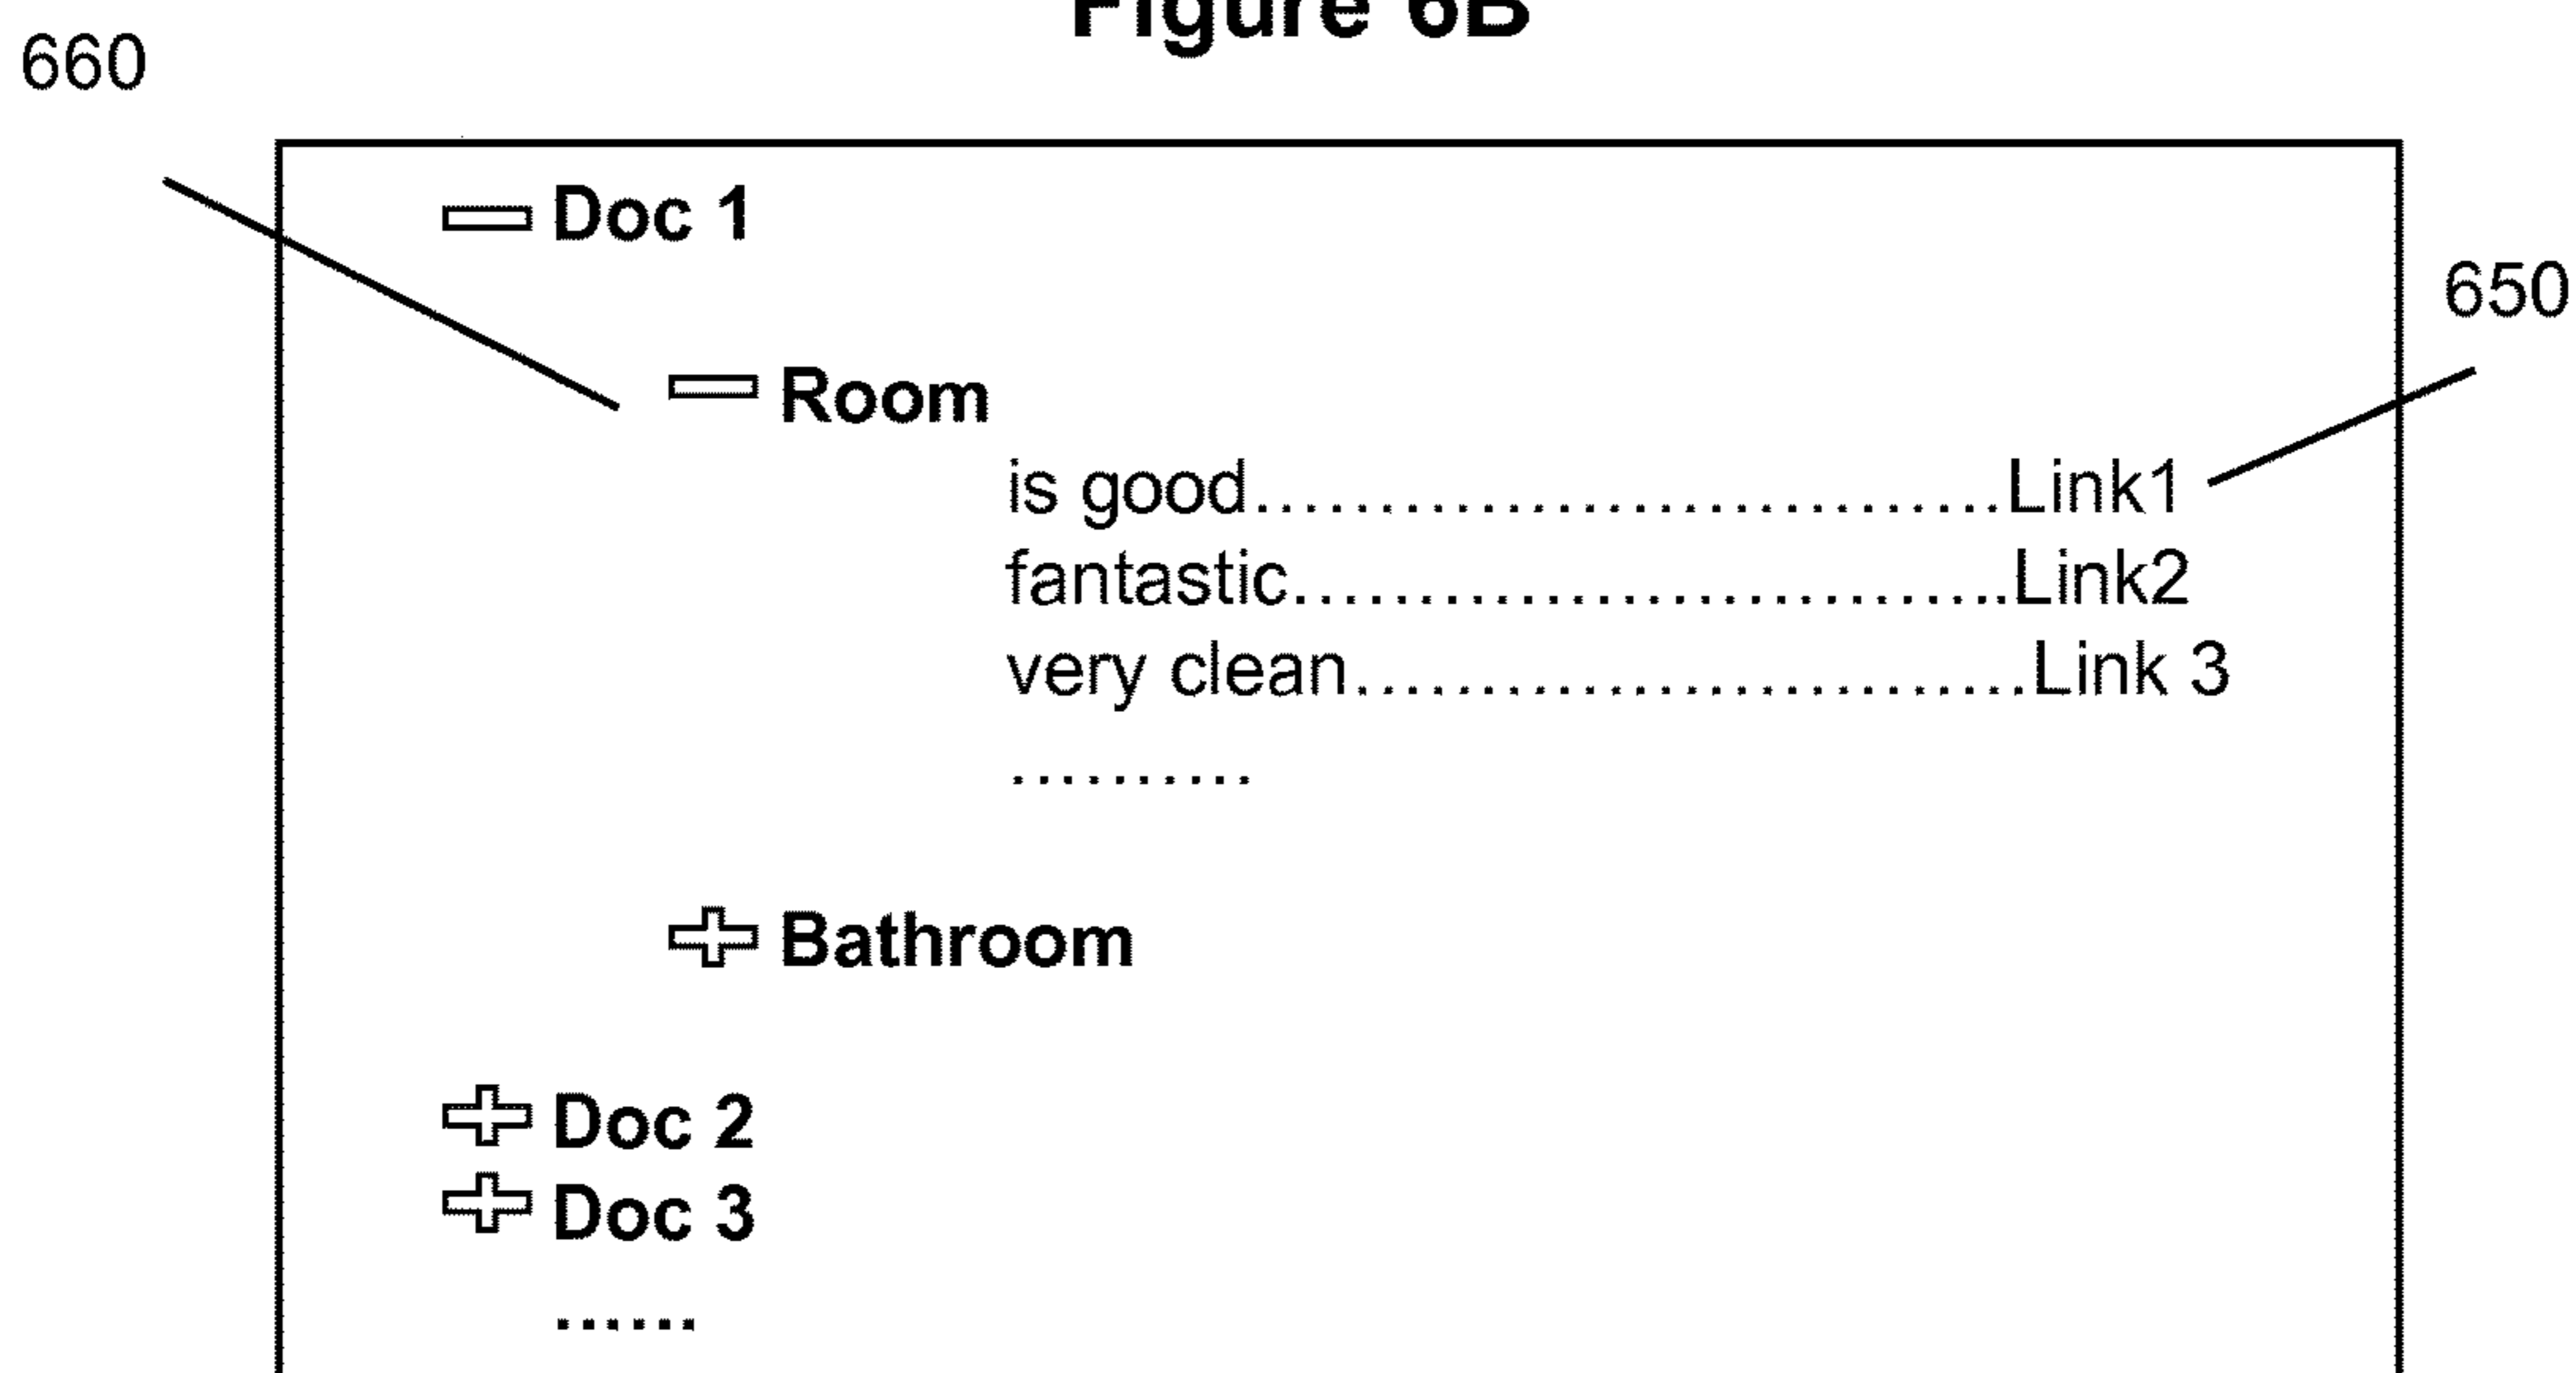 Figure 6B
660
Doc 1
650
Room
is good..............................Link1
fantastic.............................Link2
very clean...........................Link 3
..........
Bathroom
Doc 2
Doc 3
......